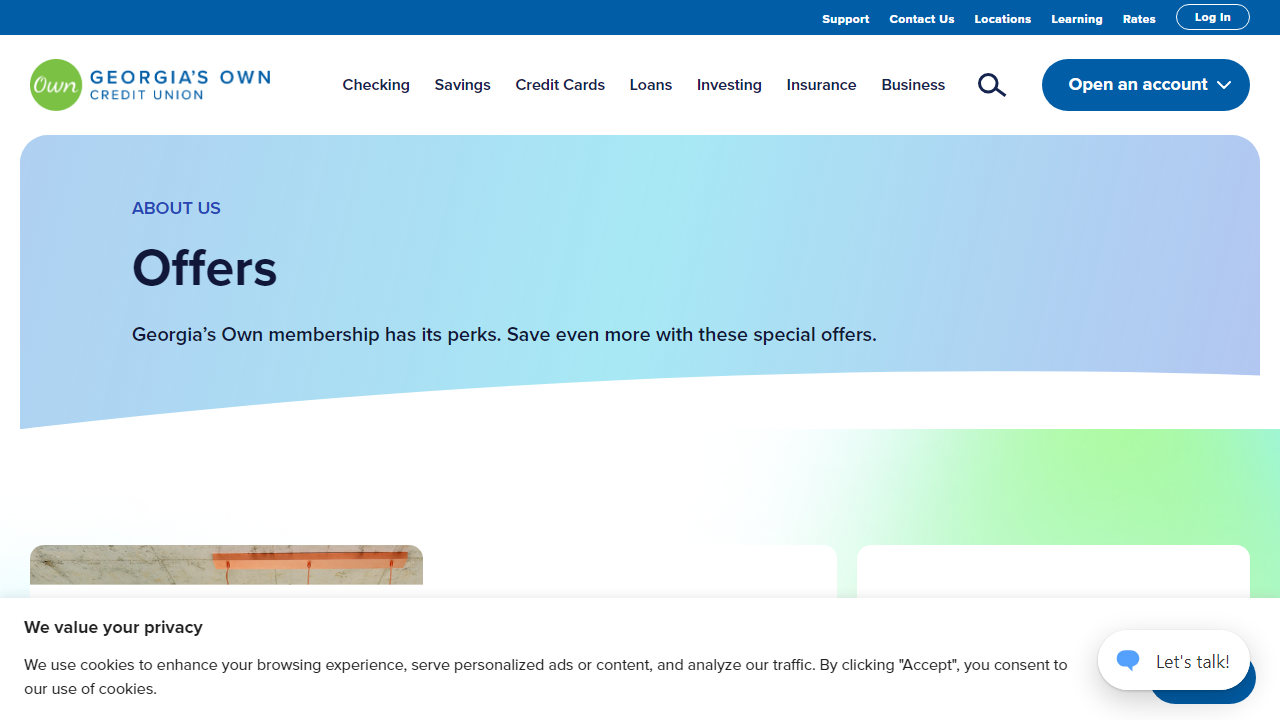 Support Contact Us Locations Learning Rates Log In
Own GEORGIA'S OWN
CREDIT UNION
Checking Savings Credit Cards Loans Investing Insurance Business Open an account
ABOUT US
Offers
Georgia's Own membership has its perks. Save even more with these special offers.
We value your privacy
We use cookies to enhance your browsing experience, serve personalized ads or content, and analyze our traffic. By clicking "Accept", you consent to
our use of cookies.
Let's talk!